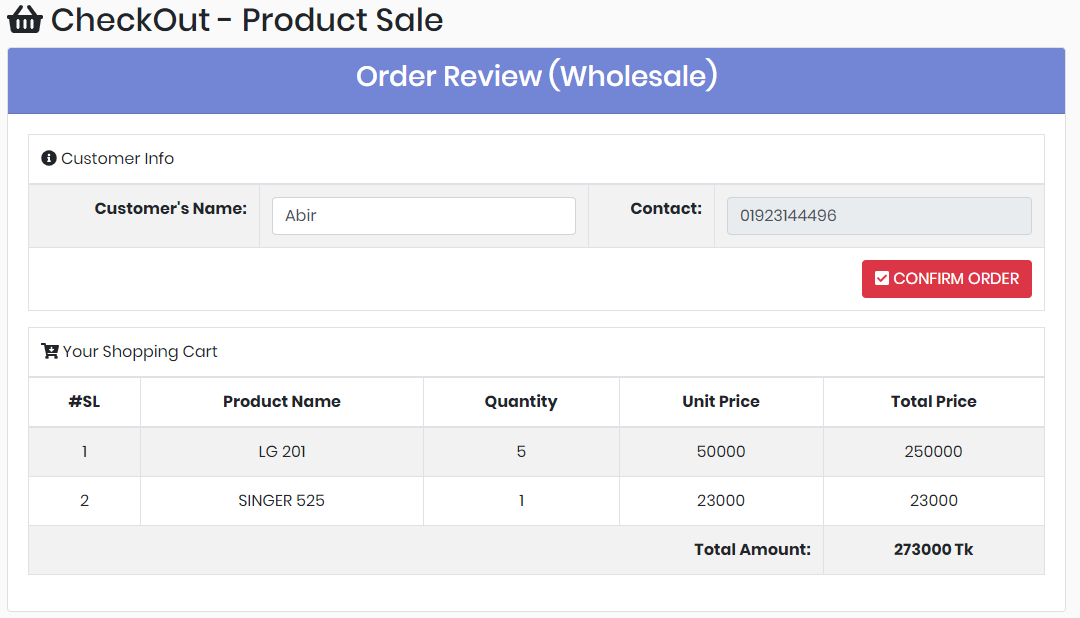 CheckOut - Product Sale
Order Review (Wholesale)
Customer Info
Customer's Name: Abir Contact: 01923144496
CONFIRM ORDER
Your Shopping Cart
#SL Product Name Quantity Unit Price Total Price
1 LG 201 5 50000 250000
2 SINGER 525 1 23000 23000
Total Amount: 273000 Tk